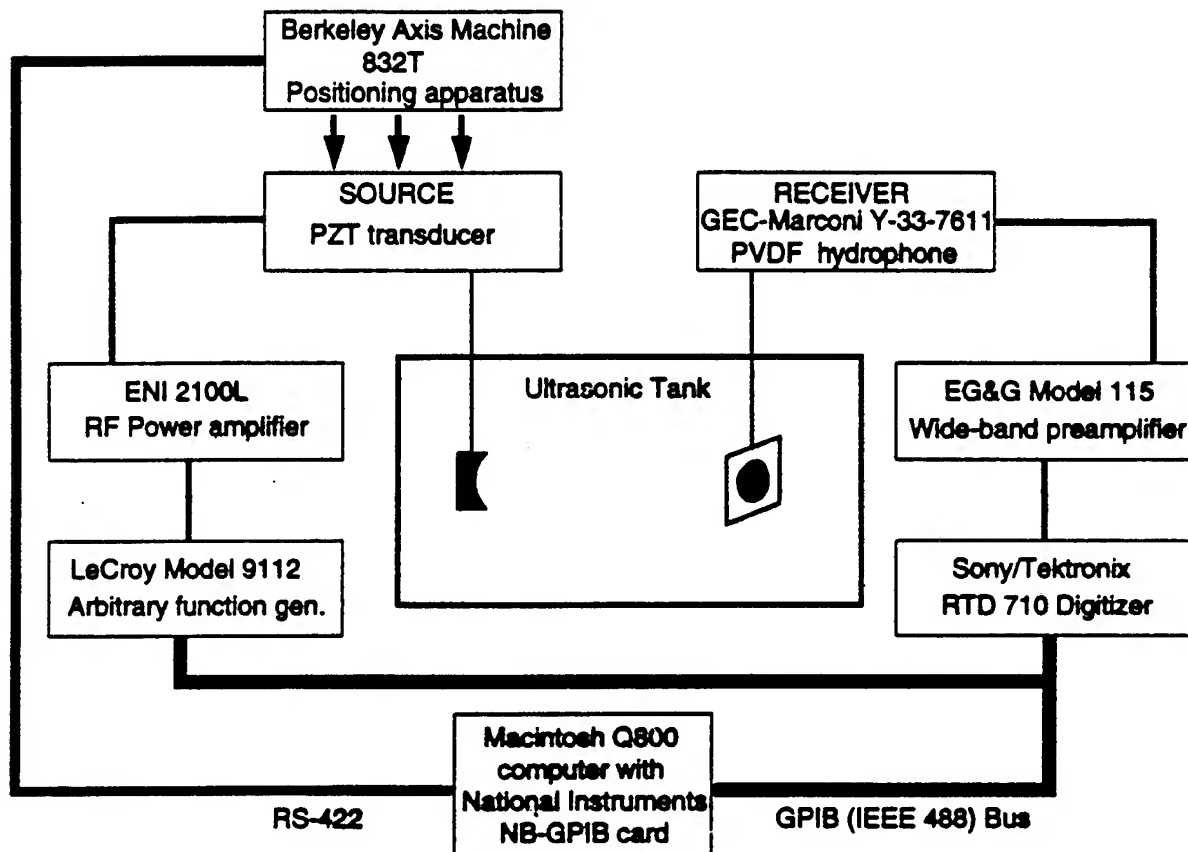 Berkeley Axis Machine
832T
Positioning apparatus
SOURCE
PZT transducer
RECEIVER
GEC-Marconi Y-33-7611
PVDF hydrophone
ENI 2100L
RF Power amplifier
Ultrasonic Tank
EG&G Model 115
Wide-band preamplifier
LeCroy Model 9112
Arbitrary function gen.
Sony/Tektronix
RTD 710 Digitizer
Macintosh Q800
computer with
National Instruments
NB-GPIB card
RS-422
GPIB (IEEE 488) Bus